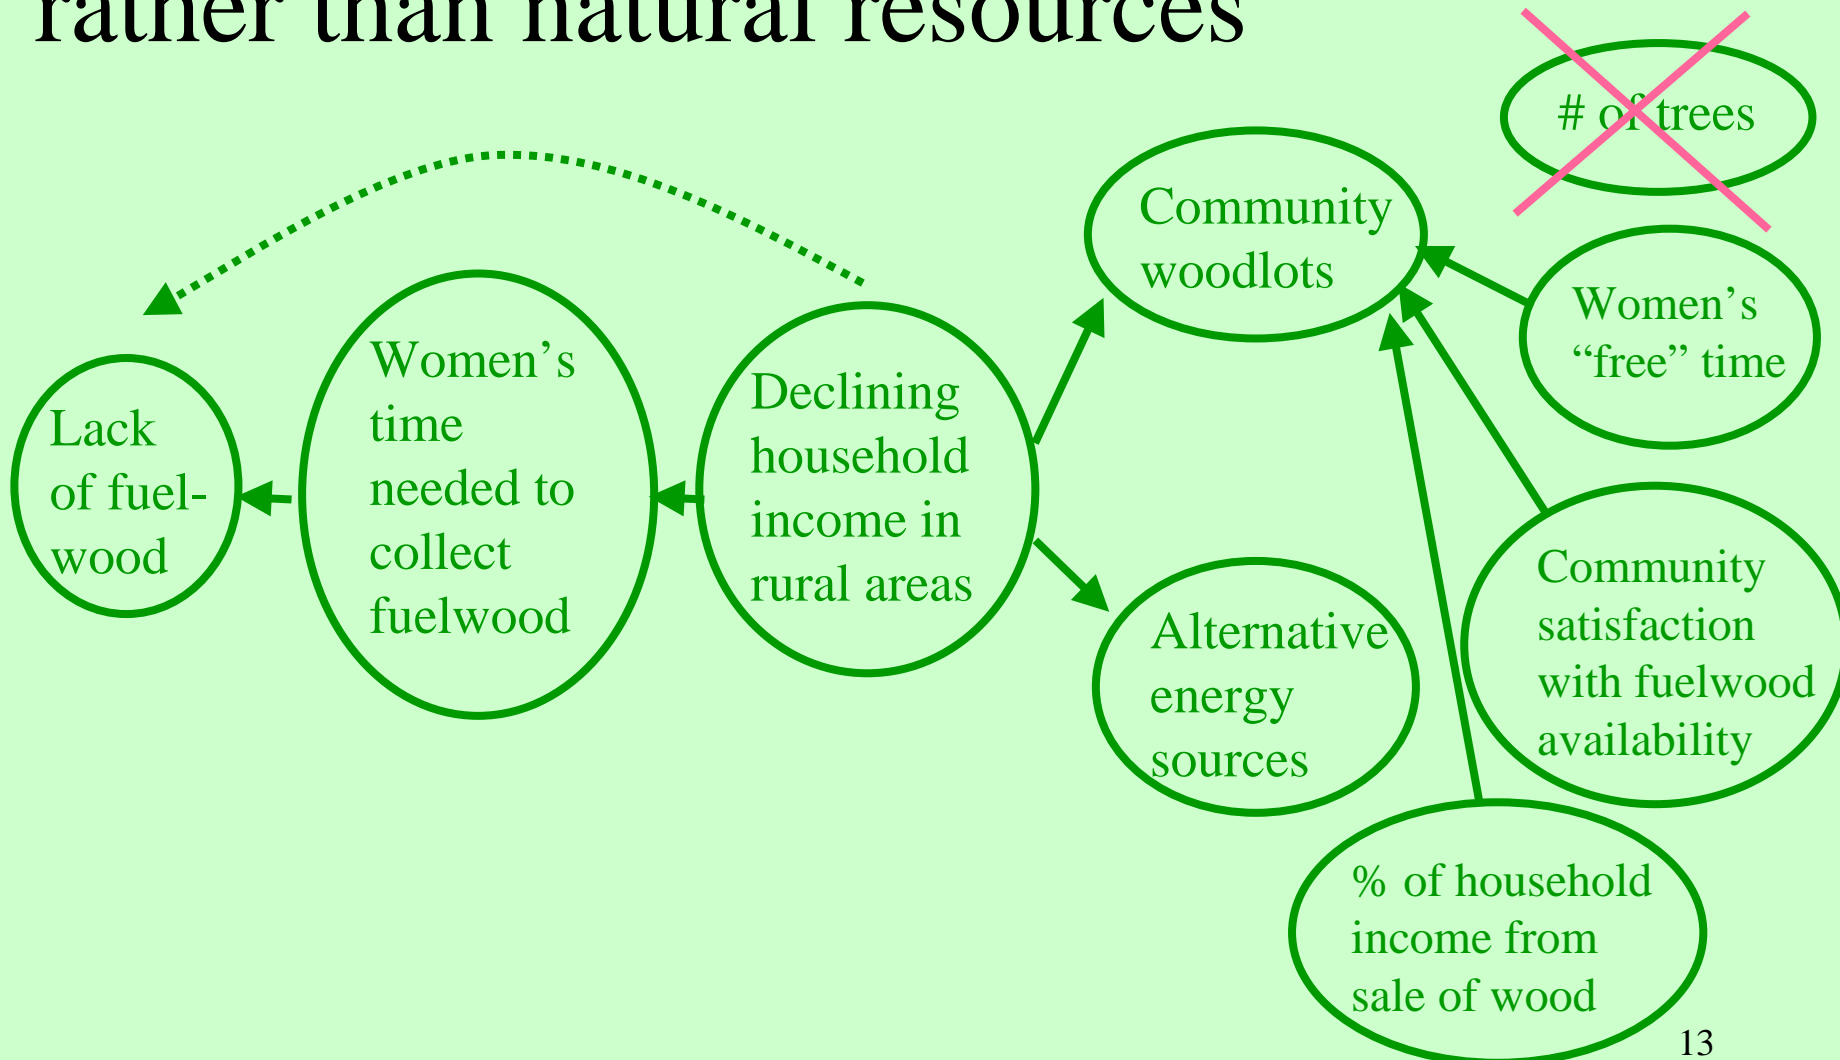 rather than natural resources
# of trees
Community
woodlots
Women’s
“free” time
Women’s
time
needed to
collect
fuelwood
Declining
household
income in
rural areas
Lack
of fuel-
wood
Community
satisfaction
with fuelwood
availability
Alternative
energy
sources
% of household
income from
sale of wood
13